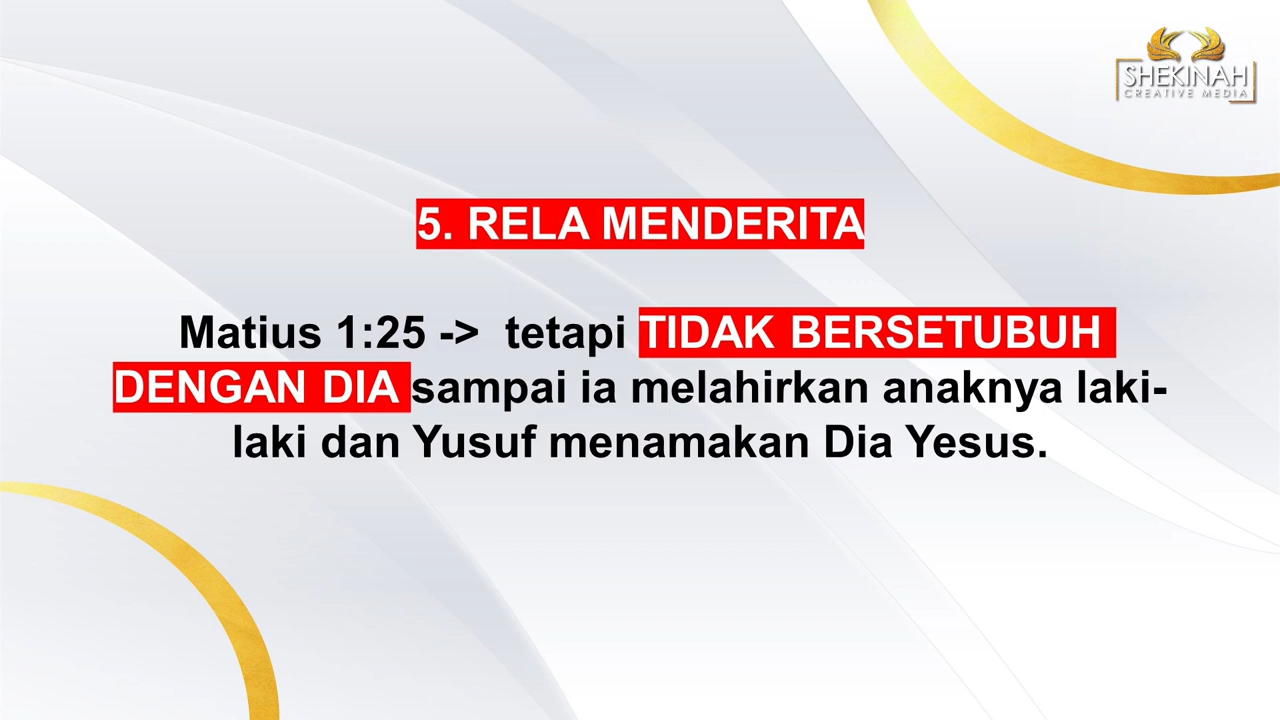 SHEKINAH
CREATIVE MEDIA
5. RELA MENDERITA
Matius 1:25 ->  tetapi TIDAK BERSETUBUH
DENGAN DIA sampai ia melahirkan anaknya laki-
laki dan Yusuf menamakan Dia Yesus.